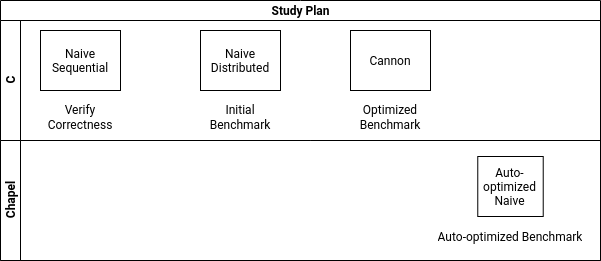 Study Plan
C
Naive
Sequential
Verify
Correctness
Naive
Distributed
Initial
Benchmark
Cannon
Optimized
Benchmark
Chapel
Auto-
optimized
Naive
Auto-optimized Benchmark